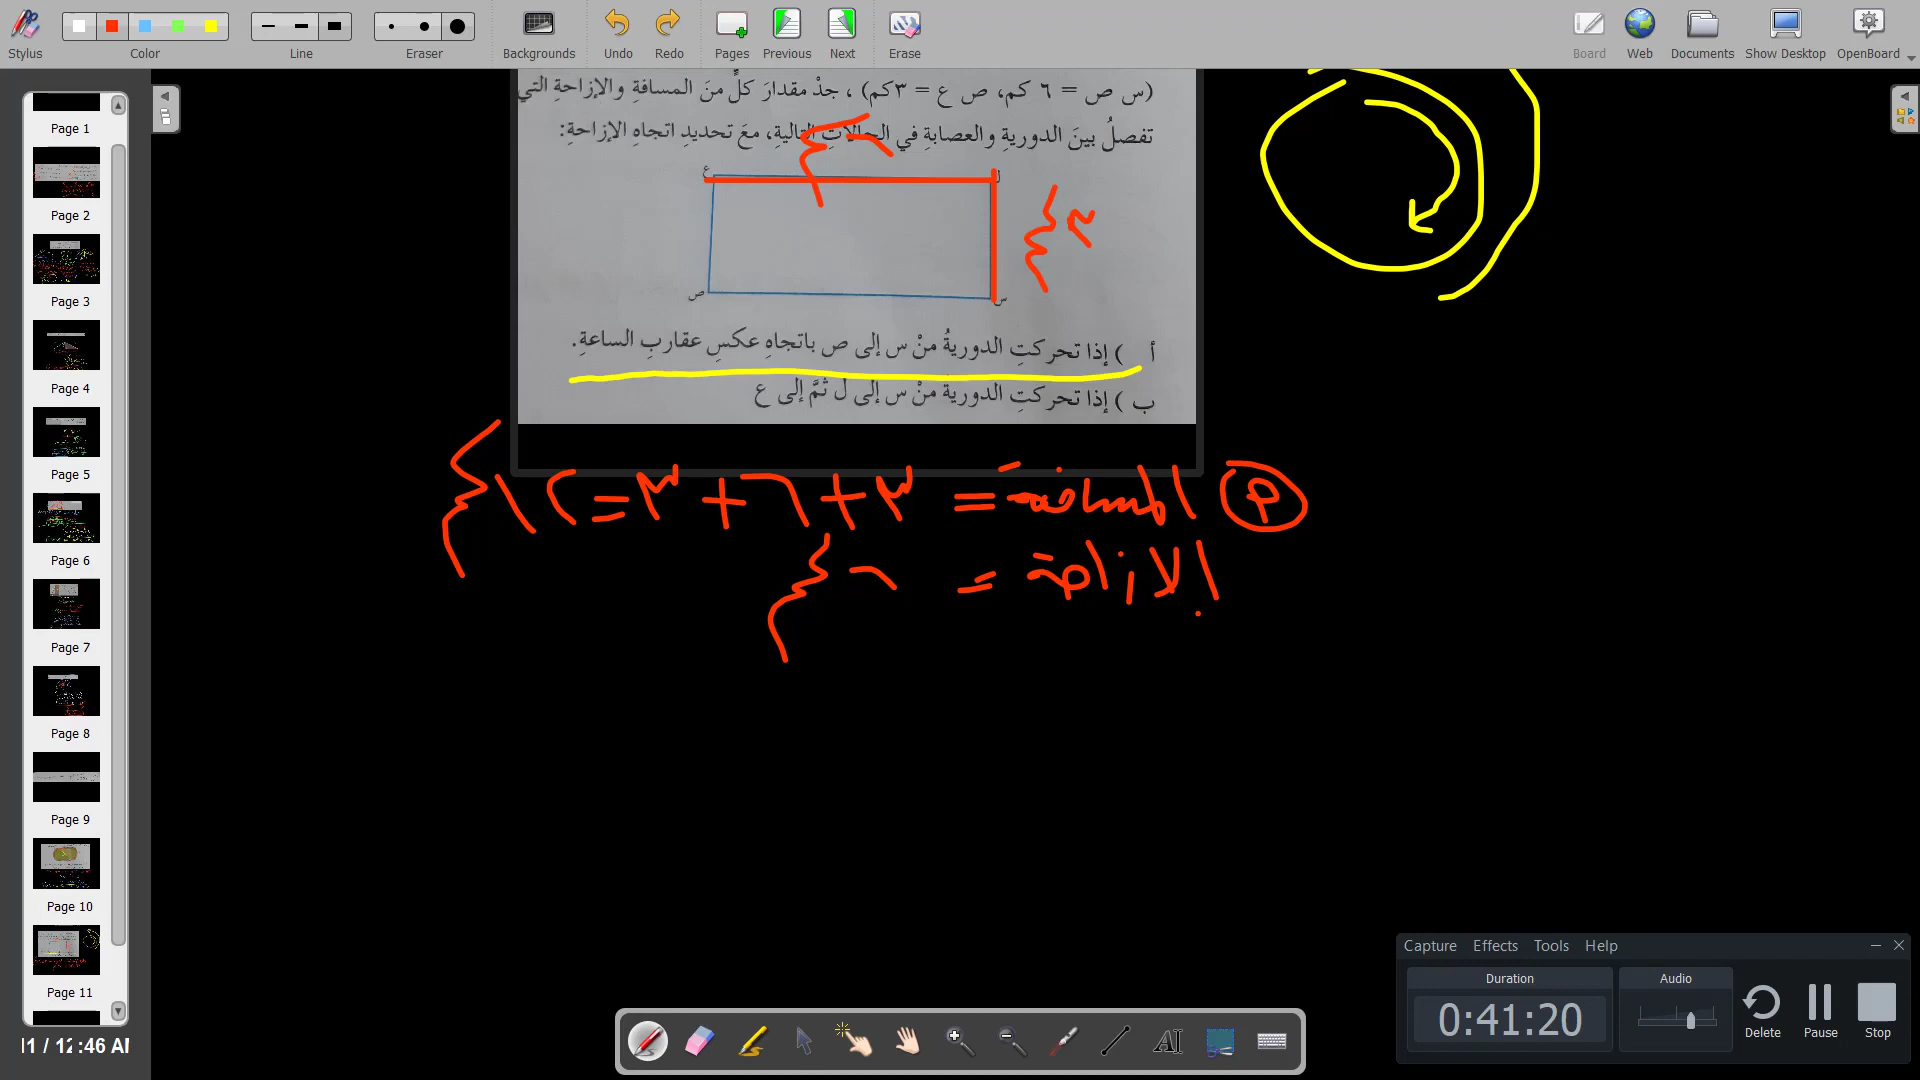 Stylus
Color
Line
Eraser
Backgrounds
Undo
Redo
Pages
Previous
Next
Erase
Board
Web
Documents
Show Desktop
OpenBoard
Page 1
Page 2
Page 3
Page 4
Page 5
Page 6
Page 7
Page 8
Page 9
Page 10
Page 11
(س ص = ٦ كم، ص ع = ٣كم) ، جدْ مقدارَ كلٍّ منَ المسافةِ والإزاحةِ التي
تفصلُ بينَ الدوريةِ والعصابةِ في الحالاتِ التاليةِ، معَ تحديدِ اتجاهِ الإزاحةِ:
ع
ل
٦
٣
ص
س
أ ) إذا تحركتِ الدوريةُ منْ س إلى ص باتجاهِ عكسِ عقاربِ الساعةِ.
ب ) إذا تحركتِ الدورية منْ س إلى ل ثمَّ إلى ع
أ المسافة = ٣ + ٦ + ٣ = ١٢
الإزاحة = ٦
Capture Effects Tools Help
Duration
Audio
0:41:20
Delete
Pause
Stop